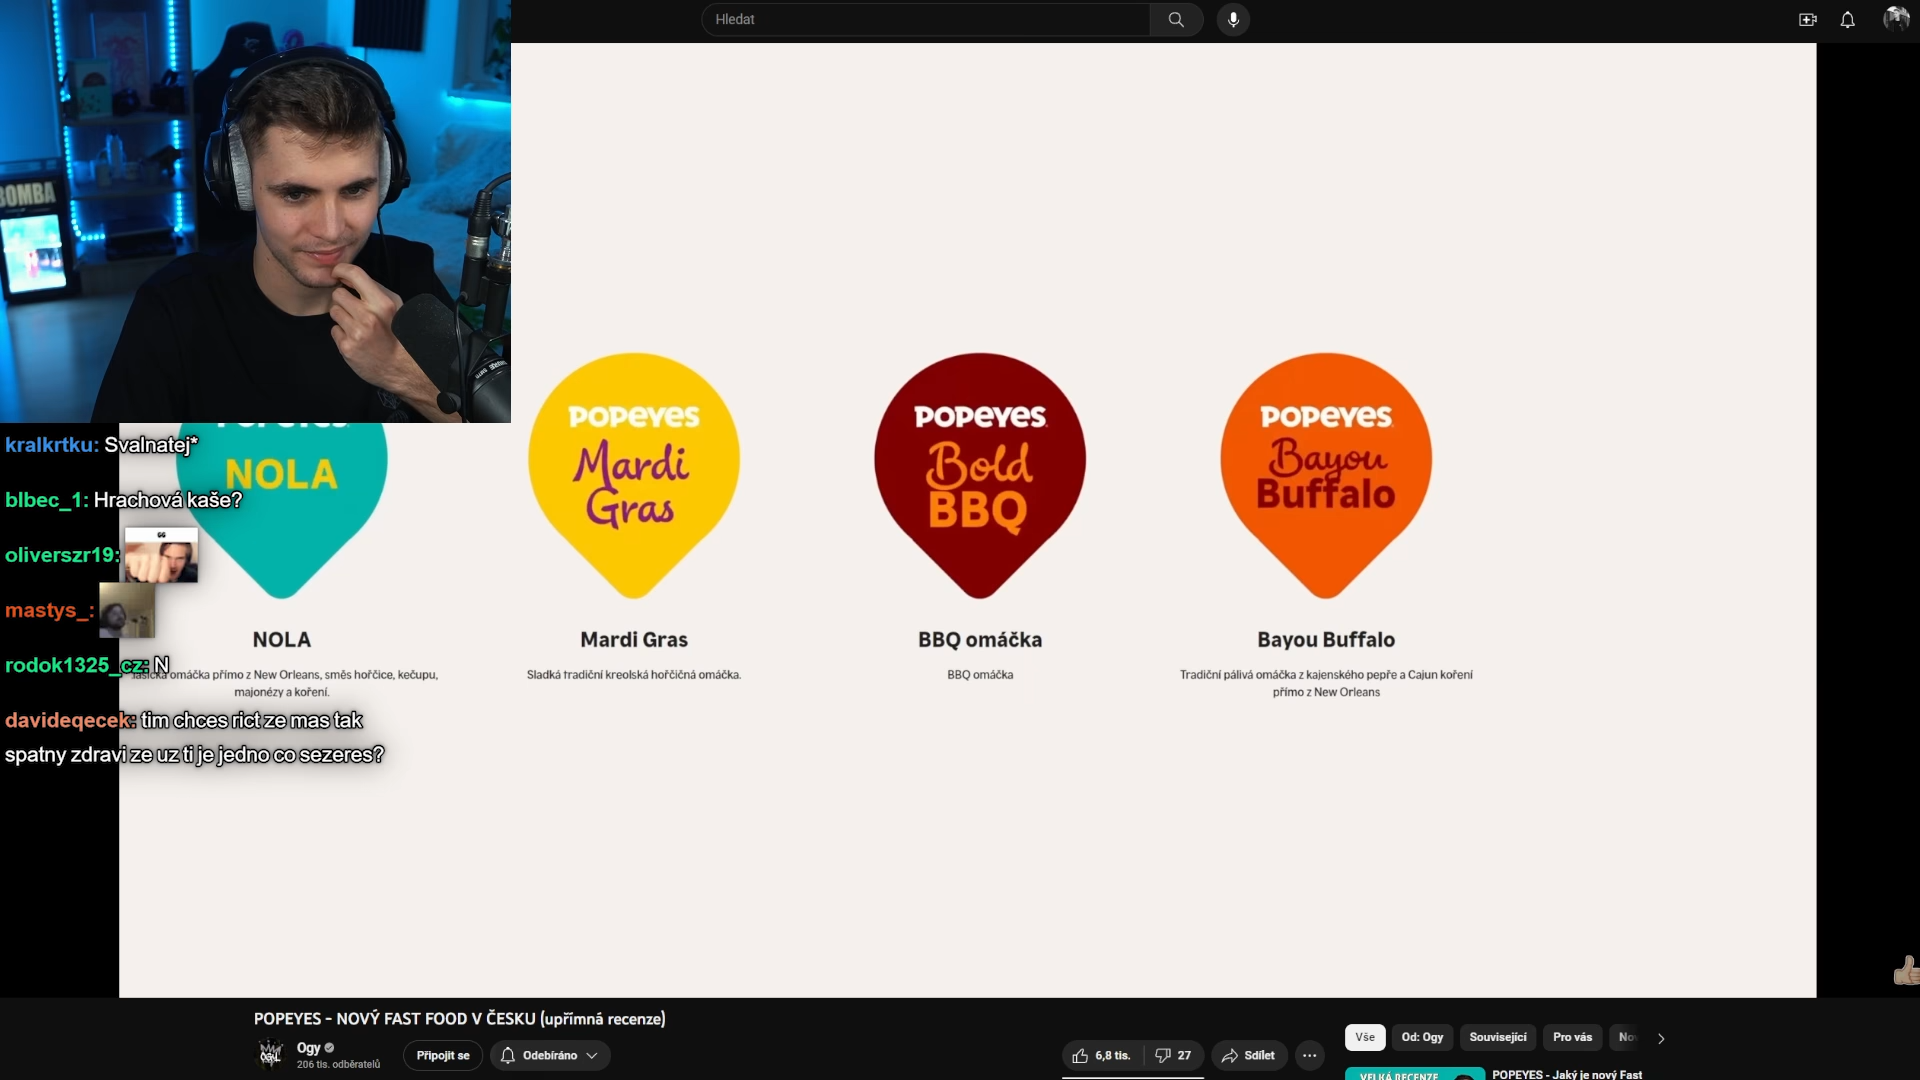 Hledat
BOMBA
POPEYES
NOLA
POPEYES
Mardi
Gras
POPEYES
Bold
BBQ
POPEYES
Bayou
Buffalo
kralkrtku: Svalnatej*
blbec_1: Hrachová kaše?
oliverszr19:
GG
mastys_:
rodok1325_cz: N
davideqecek: tim chces rict ze mas tak
spatny zdravi ze uz ti je jedno co sezeres?
NOLA
omáčka přímo z New Orleans, směs hořčice, kečupu,
majonézy a koření.
Mardi Gras
Sladká tradiční kreolská hořčičná omáčka.
BBQ omáčka
BBQ omáčka
Bayou Buffalo
Tradiční pálivá omáčka z kajenského pepře a Cajun koření
přímo z New Orleans
POPEYES - NOVÝ FAST FOOD V ČESKU (upřímná recenze)
Ogy
206 tis. odběratelů
Připojit se
Odebíráno
6,8 tis.
27
Sdílet
Vše
Od: Ogy
Související
Pro vás
VELKÁ RECENZE
POPEYES - Jaký je nový Fast